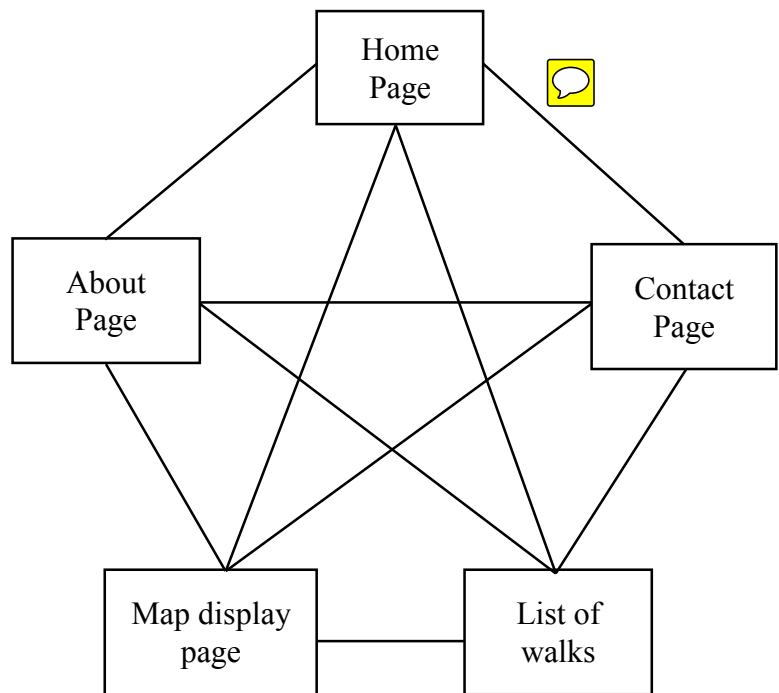 Home
Page
About
Page
Contact
Page
Map display
page
List of
walks